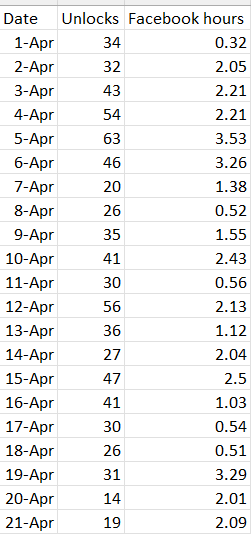 Date Unlocks Facebook hours
1-Apr 34 0.32
2-Apr 32 2.05
3-Apr 43 2.21
4-Apr 54 2.21
5-Apr 63 3.53
6-Apr 46 3.26
7-Apr 20 1.38
8-Apr 26 0.52
9-Apr 35 1.55
10-Apr 41 2.43
11-Apr 30 0.56
12-Apr 56 2.13
13-Apr 36 1.12
14-Apr 27 2.04
15-Apr 47 2.5
16-Apr 41 1.03
17-Apr 30 0.54
18-Apr 26 0.51
19-Apr 31 3.29
20-Apr 14 2.01
21-Apr 19 2.09